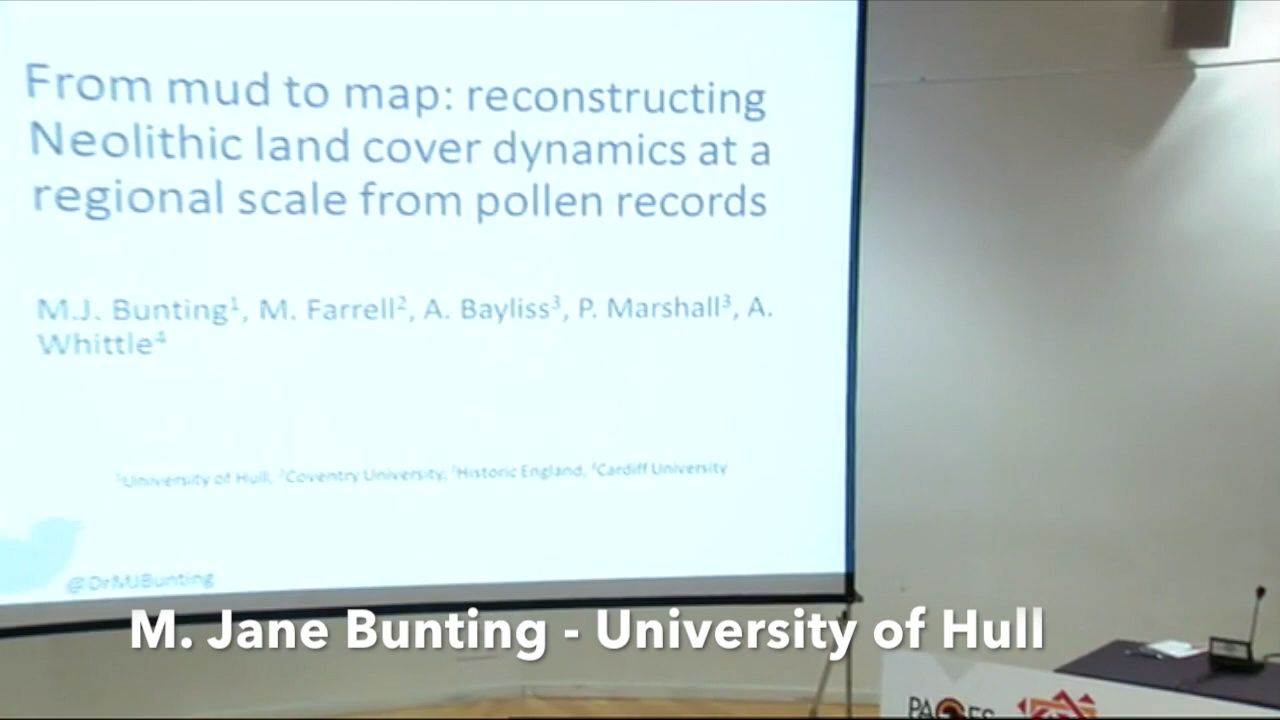 From mud to map: reconstructing
Neolithic land cover dynamics at a
regional scale from pollen records
M.J. Bunting¹, M. Farrell², A. Bayliss³, P. Marshall³, A.
Whittle⁴
¹University of Hull, ²Coventry University, ³Historic England, ⁴Cardiff University
@DrMJBunting
M. Jane Bunting - University of Hull
PAGES